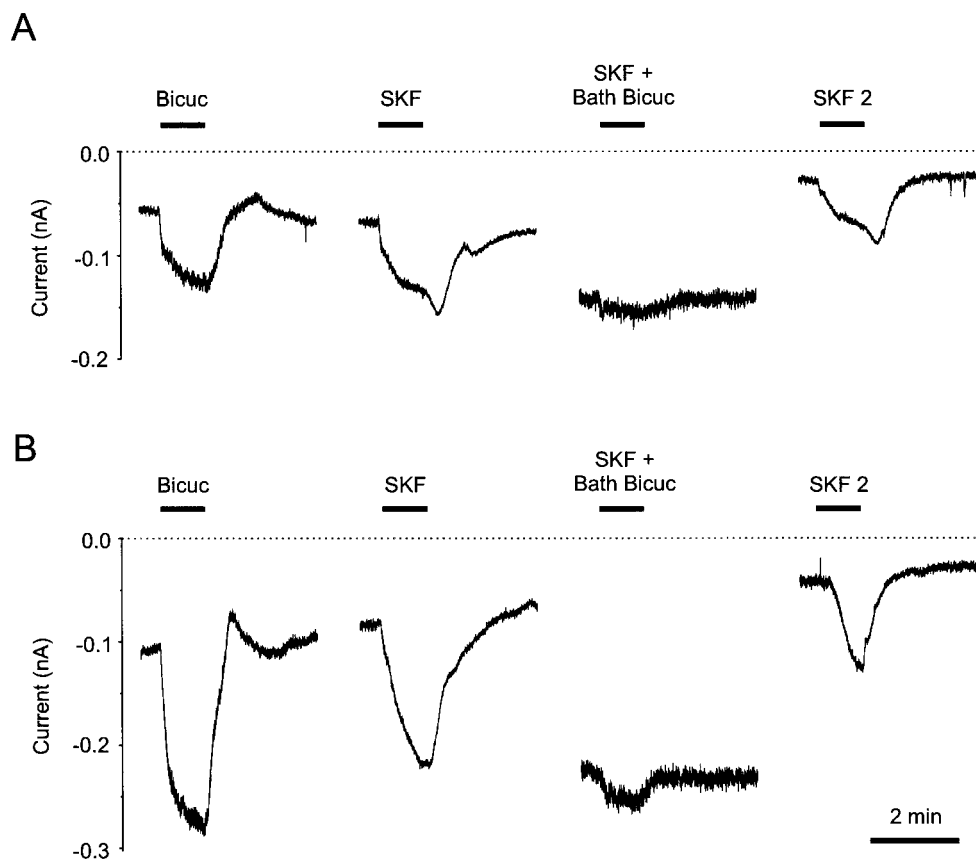 A
Bicuc
SKF
SKF +
Bath Bicuc
SKF 2
0.0
-0.1
-0.2
Current (nA)
B
Bicuc
SKF
SKF +
Bath Bicuc
SKF 2
0.0
-0.1
-0.2
-0.3
Current (nA)
2 min